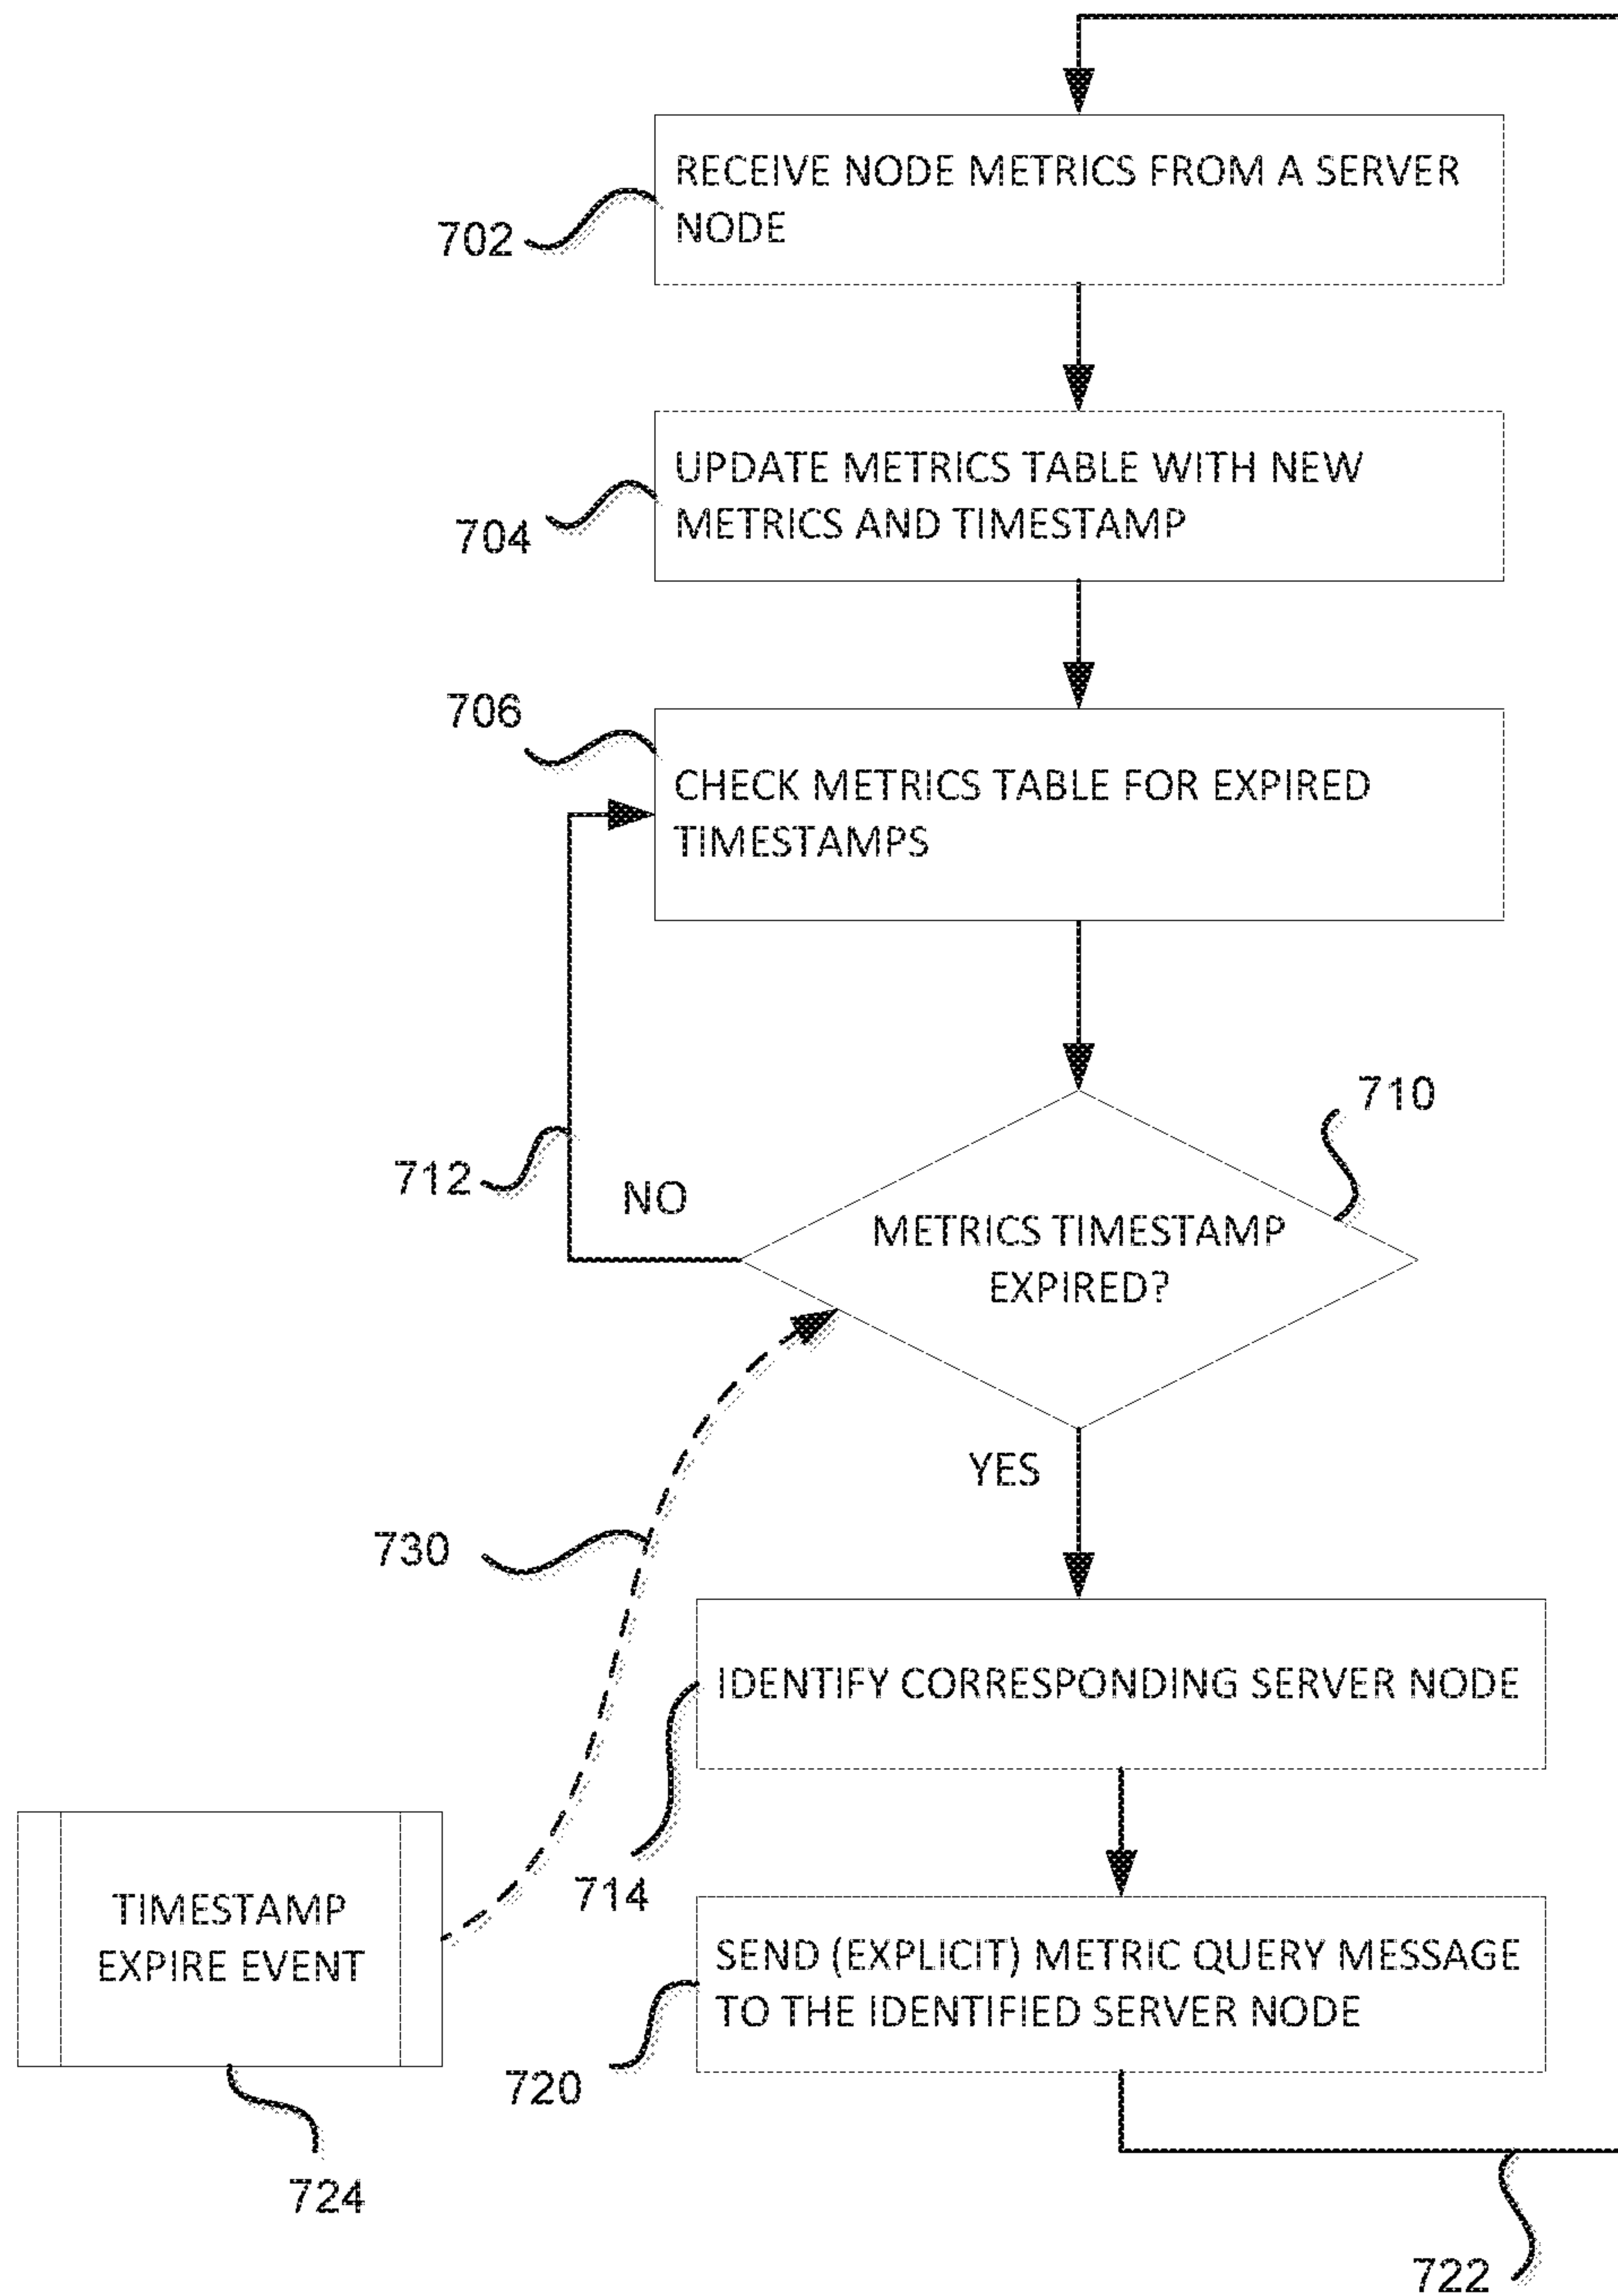 RECEIVE NODE METRICS FROM A SERVER
NODE
702
UPDATE METRICS TABLE WITH NEW
METRICS AND TIMESTAMP
704
706
CHECK METRICS TABLE FOR EXPIRED
TIMESTAMPS
710
712
NO
METRICS TIMESTAMP
EXPIRED?
YES
730
IDENTIFY CORRESPONDING SERVER NODE
714
TIMESTAMP
EXPIRE EVENT
SEND (EXPLICIT) METRIC QUERY MESSAGE
TO THE IDENTIFIED SERVER NODE
720
724
722